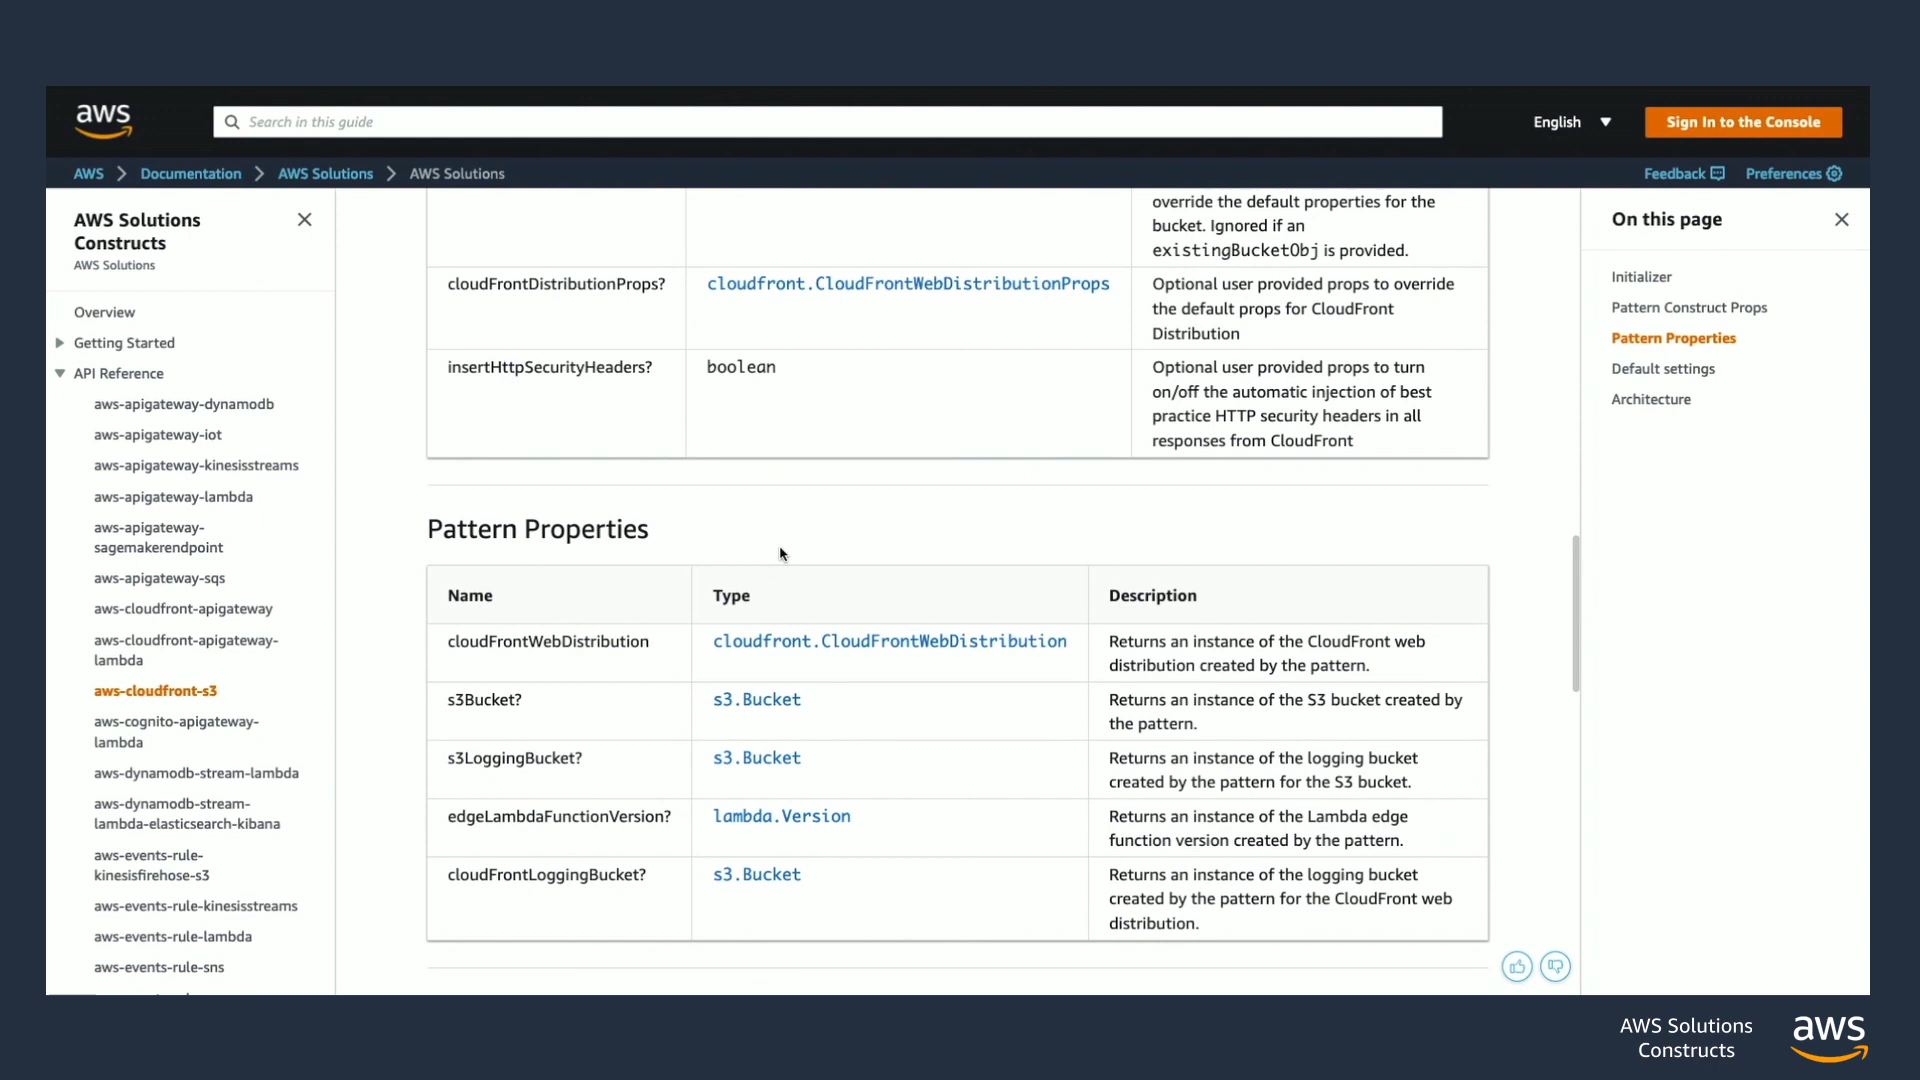 aws
Search in this guide
English
Sign In to the Console
AWS
Documentation
AWS Solutions
AWS Solutions
Feedback
Preferences
AWS Solutions
Constructs
AWS Solutions
Overview
Getting Started
API Reference
aws-apigateway-dynamodb
aws-apigateway-iot
aws-apigateway-kinesisstreams
aws-apigateway-lambda
aws-apigateway-
sagemakerendpoint
aws-apigateway-sqs
aws-cloudfront-apigateway
aws-cloudfront-apigateway-
lambda
aws-cloudfront-s3
aws-cognito-apigateway-
lambda
aws-dynamodb-stream-lambda
aws-dynamodb-stream-
lambda-elasticsearch-kibana
aws-events-rule-
kinesisfirehose-s3
aws-events-rule-kinesisstreams
aws-events-rule-lambda
aws-events-rule-sns
override the default properties for the
bucket. Ignored if an
existingBucketObj is provided.
cloudFrontDistributionProps?
cloudfront.CloudFrontWebDistributionProps
Optional user provided props to override
the default props for CloudFront
Distribution
insertHttpSecurityHeaders?
boolean
Optional user provided props to turn
on/off the automatic injection of best
practice HTTP security headers in all
responses from CloudFront
Pattern Properties
Name
Type
Description
cloudFrontWebDistribution
cloudfront.CloudFrontWebDistribution
Returns an instance of the CloudFront web
distribution created by the pattern.
s3Bucket?
s3.Bucket
Returns an instance of the S3 bucket created by
the pattern.
s3LoggingBucket?
s3.Bucket
Returns an instance of the logging bucket
created by the pattern for the S3 bucket.
edgeLambdaFunctionVersion?
lambda.Version
Returns an instance of the Lambda edge
function version created by the pattern.
cloudFrontLoggingBucket?
s3.Bucket
Returns an instance of the logging bucket
created by the pattern for the CloudFront web
distribution.
On this page
Initializer
Pattern Construct Props
Pattern Properties
Default settings
Architecture
AWS Solutions
Constructs
aws